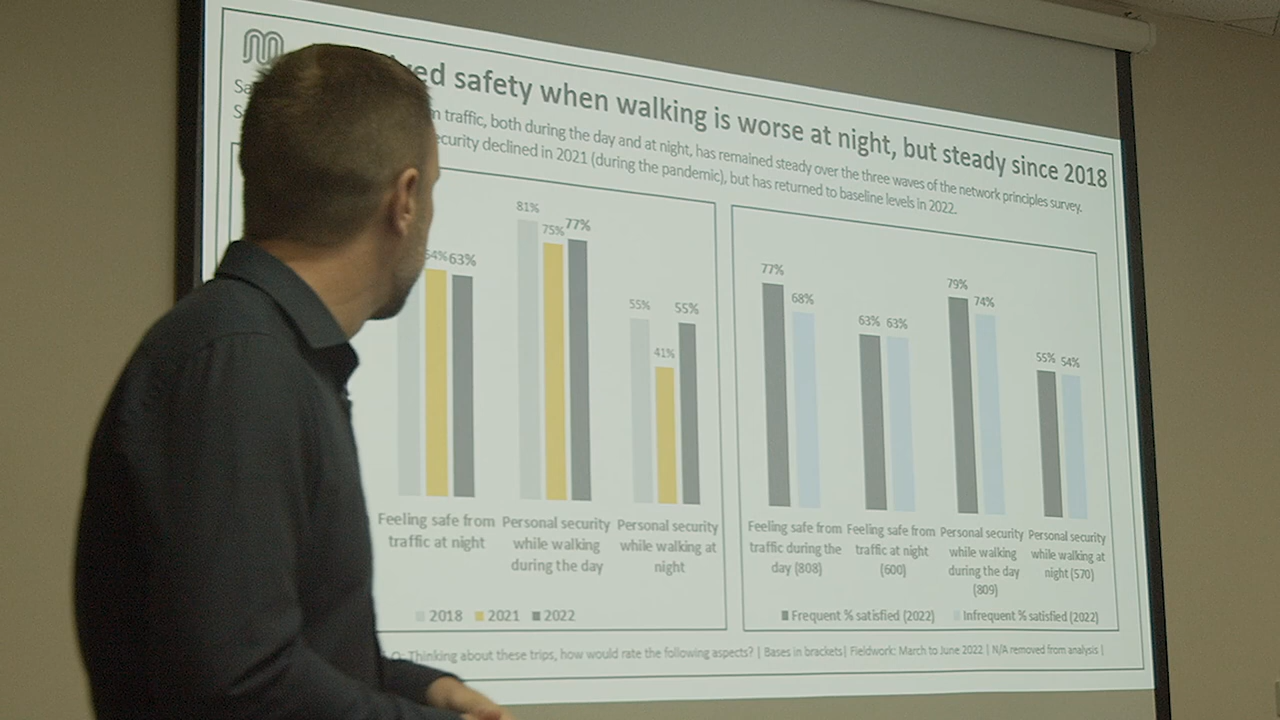 ed safety when walking is worse at night, but steady since 2018
Sa
traffic, both during the day and at night, has remained steady over the three waves of the network principles survey.
S
ecurity declined in 2021 (during the pandemic), but has returned to baseline levels in 2022.
81%
75%
77%
64%
63%
55%
41%
55%
Feeling safe from
traffic at night
Personal security
while walking
during the day
Personal security
while walking at
night
2018 2021 2022
77%
68%
63%
63%
79%
74%
55%
54%
Feeling safe from
traffic during the
day (808)
Feeling safe from
traffic at night
(600)
Personal security
while walking
during the day
(809)
Personal security
while walking at
night (570)
Frequent % satisfied (2022) Infrequent % satisfied (2022)
Q: Thinking about these trips, how would rate the following aspects? | Bases in brackets| Fieldwork: March to June 2022 | N/A removed from analysis |